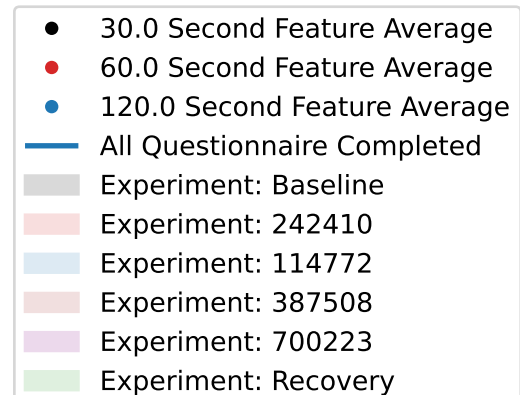 30.0 Second Feature Average
60.0 Second Feature Average
120.0 Second Feature Average
All Questionnaire Completed
Experiment: Baseline
Experiment: 242410
Experiment: 114772
Experiment: 387508
Experiment: 700223
Experiment: Recovery